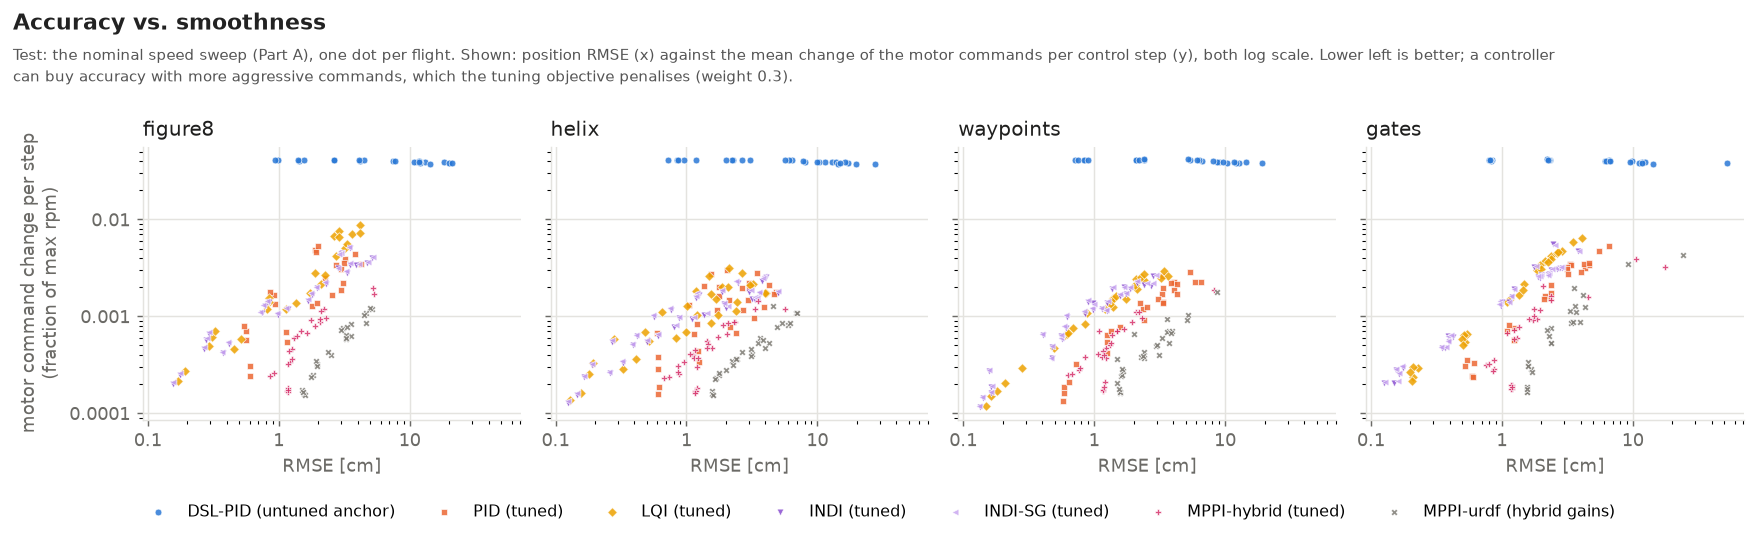 Accuracy vs. smoothness
Test: the nominal speed sweep (Part A), one dot per flight. Shown: position RMSE (x) against the mean change of the motor commands per control step (y), both log scale. Lower left is better; a controller
can buy accuracy with more aggressive commands, which the tuning objective penalises (weight 0.3).
figure8 helix waypoints gates
motor command change per step
(fraction of max rpm)
0.01
0.001
0.0001
0.1 1 10 0.1 1 10 0.1 1 10 0.1 1 10
RMSE [cm] RMSE [cm] RMSE [cm] RMSE [cm]
DSL-PID (untuned anchor) PID (tuned) LQI (tuned) INDI (tuned) INDI-SG (tuned) MPPI-hybrid (tuned) MPPI-urdf (hybrid gains)